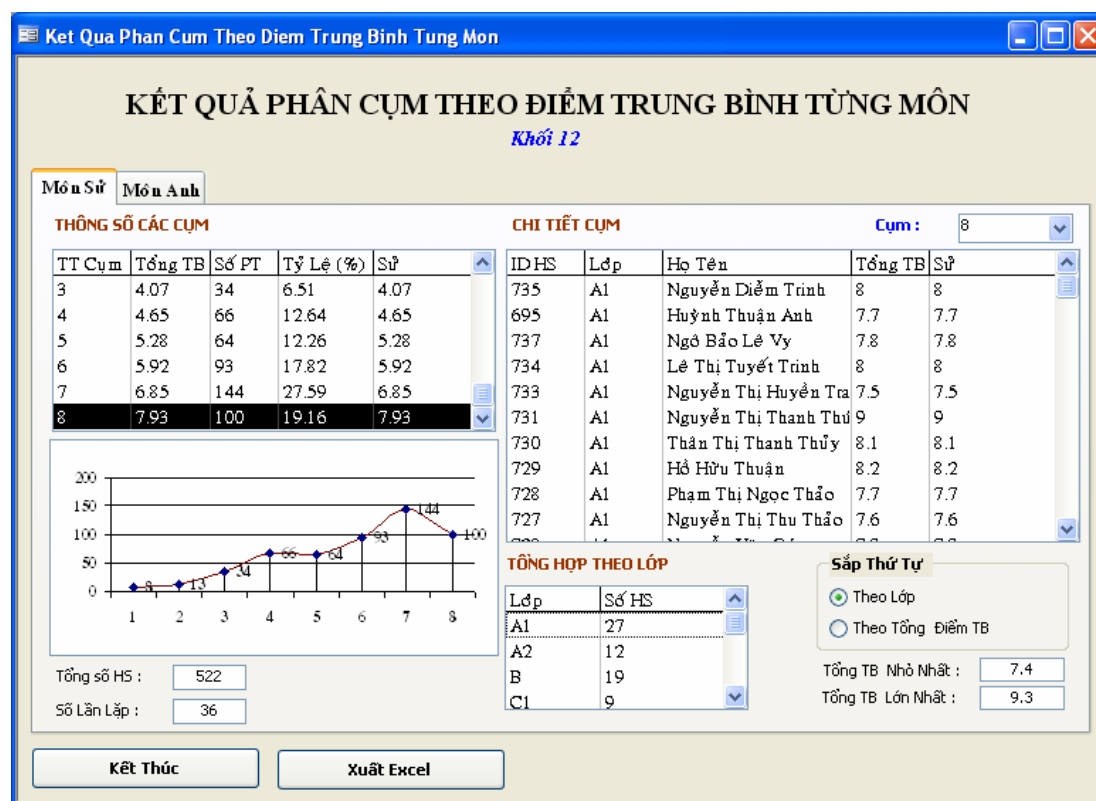 Ket Qua Phan Cum Theo Diem Trung Binh Tung Mon
KẾT QUẢ PHÂN CỤM THEO ĐIỂM TRUNG BÌNH TỪNG MÔN
Khối 12
Môn Sử Môn Anh
THÔNG SỐ CÁC CỤM
TT Cụm Tổng TB Số PT Tỷ Lệ (%) Sử
3 4.07 34 6.51 4.07
4 4.65 66 12.64 4.65
5 5.28 64 12.26 5.28
6 5.92 93 17.82 5.92
7 6.85 144 27.59 6.85
8 7.93 100 19.16 7.93
200
150
100
50
0
8 13 34 66 64 93 144 100
1 2 3 4 5 6 7 8
Tổng số HS : 522
Số Lần Lặp : 36
CHI TIẾT CỤM Cụm : 8
ID HS Lớp Họ Tên Tổng TB Sử
735 A1 Nguyễn Diễm Trinh 8 8
695 A1 Huỳnh Thuận Anh 7.7 7.7
737 A1 Ngô Bảo Lê Vy 7.8 7.8
734 A1 Lê Thị Tuyết Trinh 8 8
733 A1 Nguyễn Thị Huyền Tra 7.5 7.5
731 A1 Nguyễn Thị Thanh Thú 9 9
730 A1 Thân Thị Thanh Thủy 8.1 8.1
729 A1 Hồ Hữu Thuận 8.2 8.2
728 A1 Phạm Thị Ngọc Thảo 7.7 7.7
727 A1 Nguyễn Thị Thu Thảo 7.6 7.6
TỔNG HỢP THEO LỚP
Lớp Số HS
A1 27
A2 12
B 19
C1 9
Sắp Thứ Tự
Theo Lớp
Theo Tổng Điểm TB
Tổng TB Nhỏ Nhất : 7.4
Tổng TB Lớn Nhất : 9.3
Kết Thúc Xuất Excel